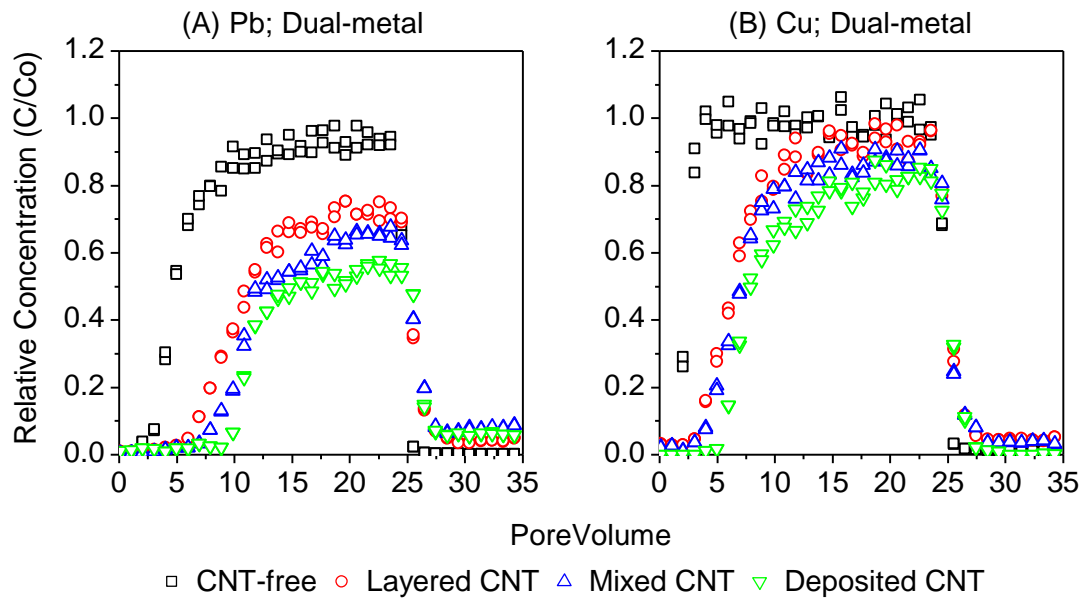 (A) Pb; Dual-metal
(B) Cu; Dual-metal
Relative Concentration (C/Co)
1.2
1.0
0.8
0.6
0.4
0.2
0.0
0 5 10 15 20 25 30 35
1.2
1.0
0.8
0.6
0.4
0.2
0.0
0 5 10 15 20 25 30 35
PoreVolume
CNT-free Layered CNT Mixed CNT Deposited CNT